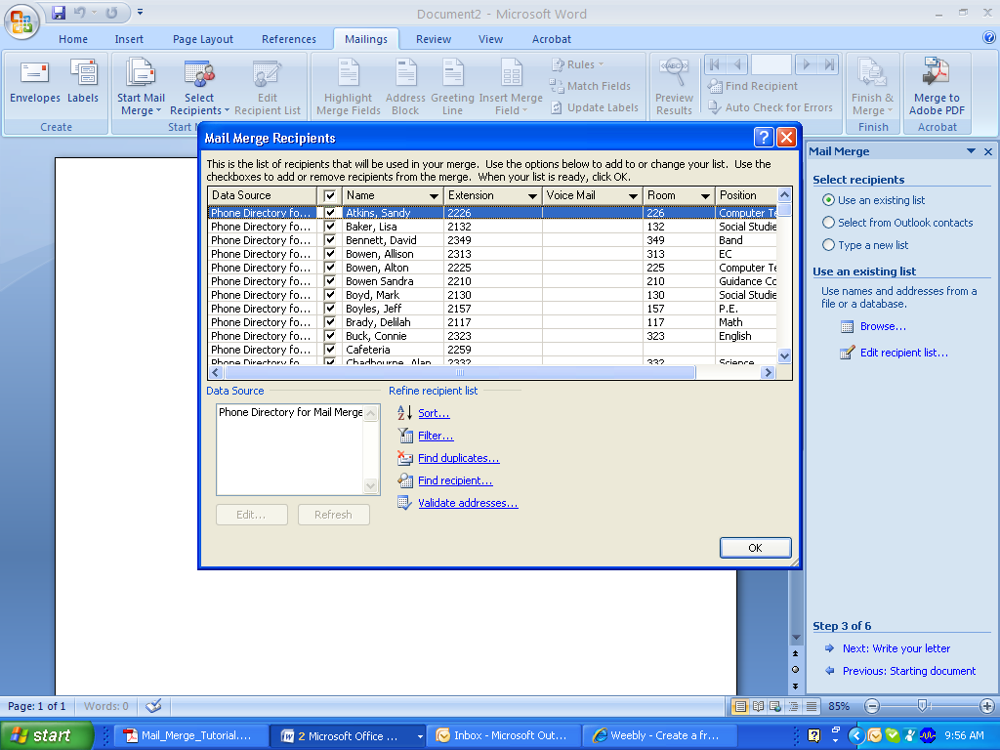 Document2 - Microsoft Word
Home Insert Page Layout References Mailings Review View Acrobat
Envelopes Labels Start Mail Merge Select Recipients Edit Recipient List Highlight Merge Fields Address Block Greeting Line Insert Merge Field Rules Match Fields Update Labels ABC Preview Results Find Recipient Auto Check for Errors Finish & Merge Merge to Adobe PDF
Create Start Finish Acrobat
Mail Merge Recipients
This is the list of recipients that will be used in your merge. Use the options below to add to or change your list. Use the
checkboxes to add or remove recipients from the merge. When your list is ready, click OK.
Data Source Name Extension Voice Mail Room Position
Phone Directory fo... Atkins, Sandy 2226 226 Computer Te
Phone Directory fo... Baker, Lisa 2132 132 Social Studie
Phone Directory fo... Bennett, David 2349 349 Band
Phone Directory fo... Bowen, Allison 2313 313 EC
Phone Directory fo... Bowen, Alton 2225 225 Computer Te
Phone Directory fo... Bowen Sandra 2210 210 Guidance Co
Phone Directory fo... Boyd, Mark 2130 130 Social Studie
Phone Directory fo... Boyles, Jeff 2157 157 P.E.
Phone Directory fo... Brady, Delilah 2117 117 Math
Phone Directory fo... Buck, Connie 2323 323 English
Phone Directory fo... Cafeteria 2259
Phone Directory fo... Chadbourne, Alan 2332 332 Science
Data Source
Phone Directory for Mail Merge
Edit... Refresh
Refine recipient list
Sort...
Filter...
Find duplicates...
Find recipient...
Validate addresses...
OK
Mail Merge
Select recipients
Use an existing list
Select from Outlook contacts
Type a new list
Use an existing list
Use names and addresses from a
file or a database.
Browse...
Edit recipient list...
Step 3 of 6
Next: Write your letter
Previous: Starting document
Page: 1 of 1 Words: 0 85%
start Mail_Merge_Tutorial.... 2 Microsoft Office ... Inbox - Microsoft Out... Weebly - Create a fr... 9:56 AM